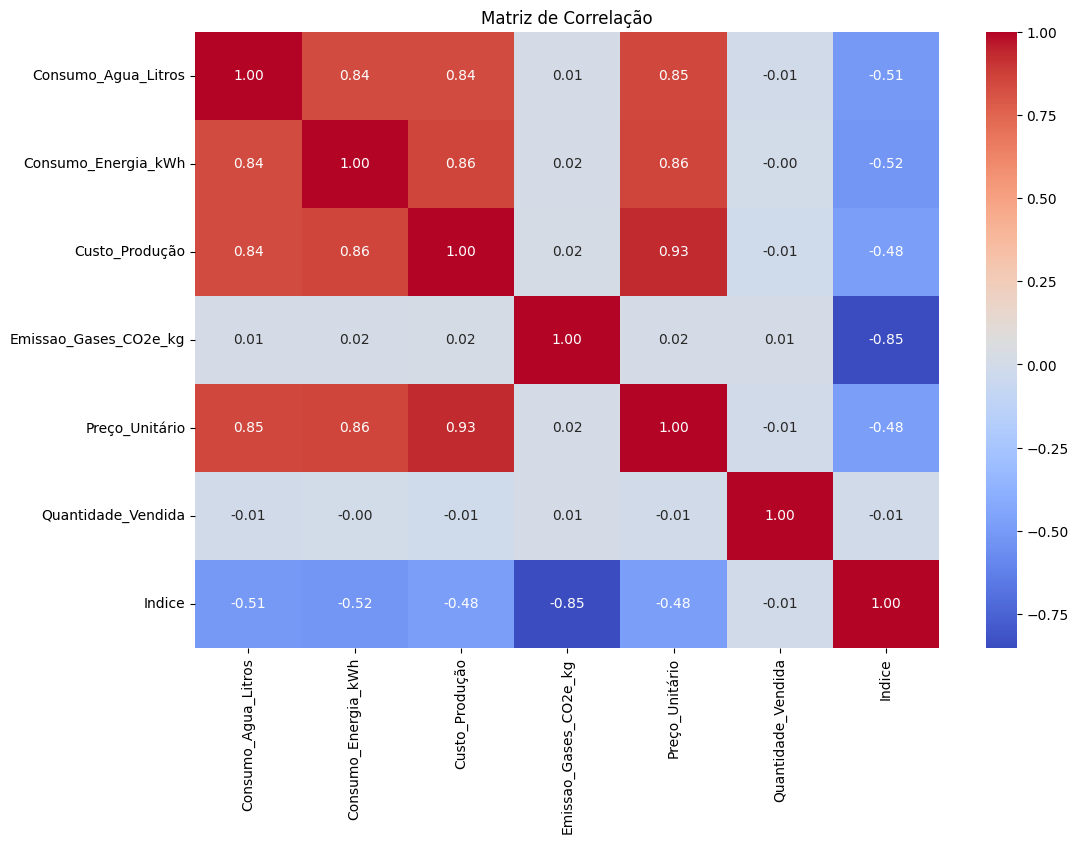 Matriz de Correlação
Consumo_Agua_Litros 1.00 0.84 0.84 0.01 0.85 -0.01 -0.51
Consumo_Energia_kWh 0.84 1.00 0.86 0.02 0.86 -0.00 -0.52
Custo_Produção 0.84 0.86 1.00 0.02 0.93 -0.01 -0.48
Emissao_Gases_CO2e_kg 0.01 0.02 0.02 1.00 0.02 0.01 -0.85
Preço_Unitário 0.85 0.86 0.93 0.02 1.00 -0.01 -0.48
Quantidade_Vendida -0.01 -0.00 -0.01 0.01 -0.01 1.00 -0.01
Indice -0.51 -0.52 -0.48 -0.85 -0.48 -0.01 1.00
Consumo_Agua_Litros
Consumo_Energia_kWh
Custo_Produção
Emissao_Gases_CO2e_kg
Preço_Unitário
Quantidade_Vendida
Indice
1.00
0.75
0.50
0.25
0.00
−0.25
−0.50
−0.75